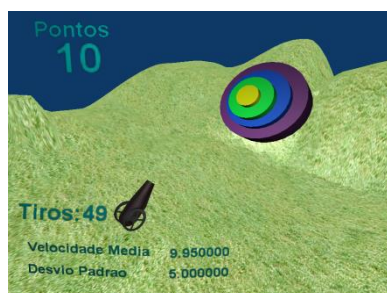 Pontos
10
Tiros:49
Velocidade Media 9.950000
Desvio Padrao 5.000000